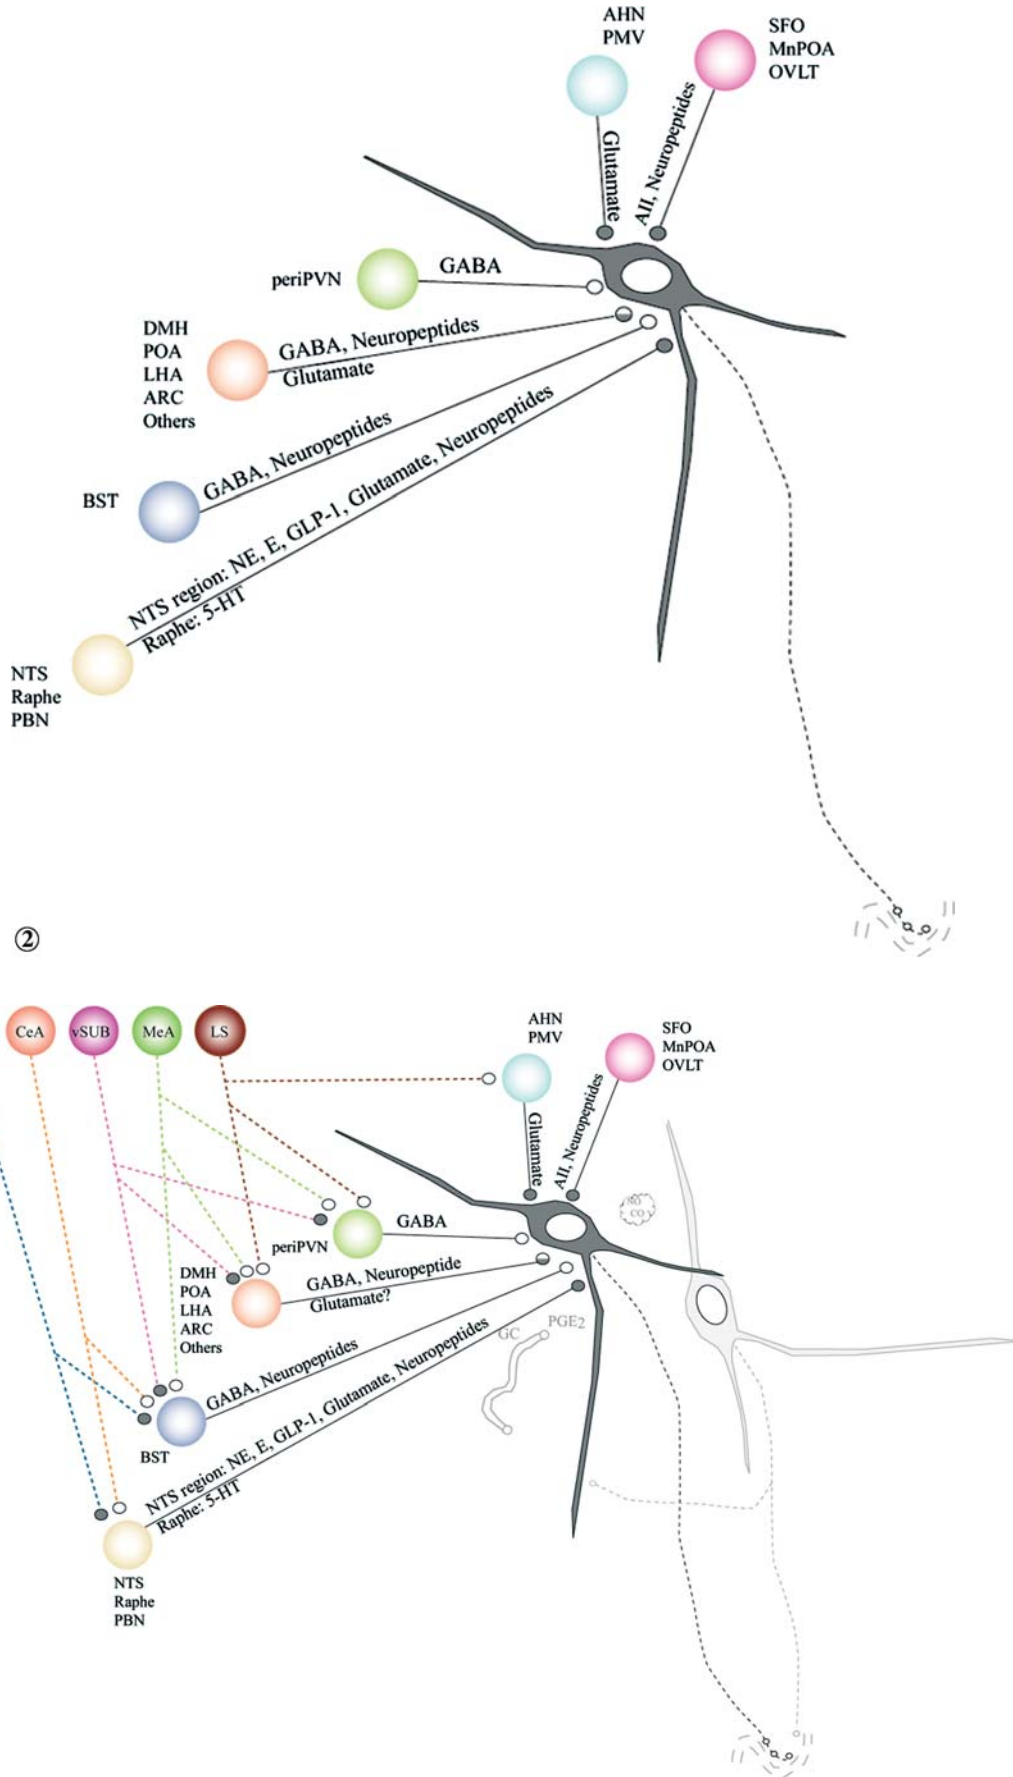 AHN
PMV
SFO
MnPOA
OVLT
Glutamate
AII, Neuropeptides
periPVN
GABA
DMH
POA
LHA
ARC
Others
GABA, Neuropeptides
Glutamate
BST
GABA, Neuropeptides
NTS region: NE, E, GLP-1, Glutamate, Neuropeptides
Raphe: 5-HT
NTS
Raphe
PBN
②
CeA
vSUB
MeA
LS
AHN
PMV
SFO
MnPOA
OVLT
Glutamate
AII, Neuropeptides
NO
CO
periPVN
GABA
DMH
POA
LHA
ARC
Others
GABA, Neuropeptide
Glutamate?
GC
PGE2
GABA, Neuropeptides
BST
NTS region: NE, E, GLP-1, Glutamate, Neuropeptides
Raphe: 5-HT
NTS
Raphe
PBN